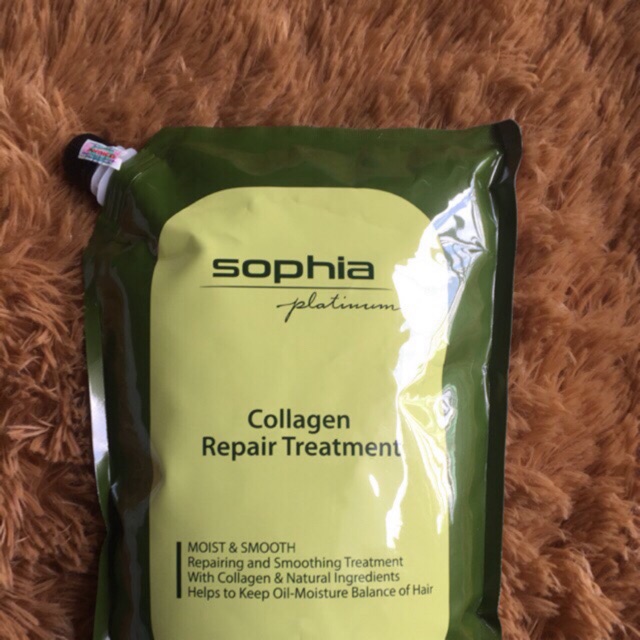 sophia
platinum
Collagen
Repair Treatment
MOIST & SMOOTH
Repairing and Smoothing Treatment
With Collagen & Natural Ingredients
Helps to Keep Oil-Moisture Balance of Hair